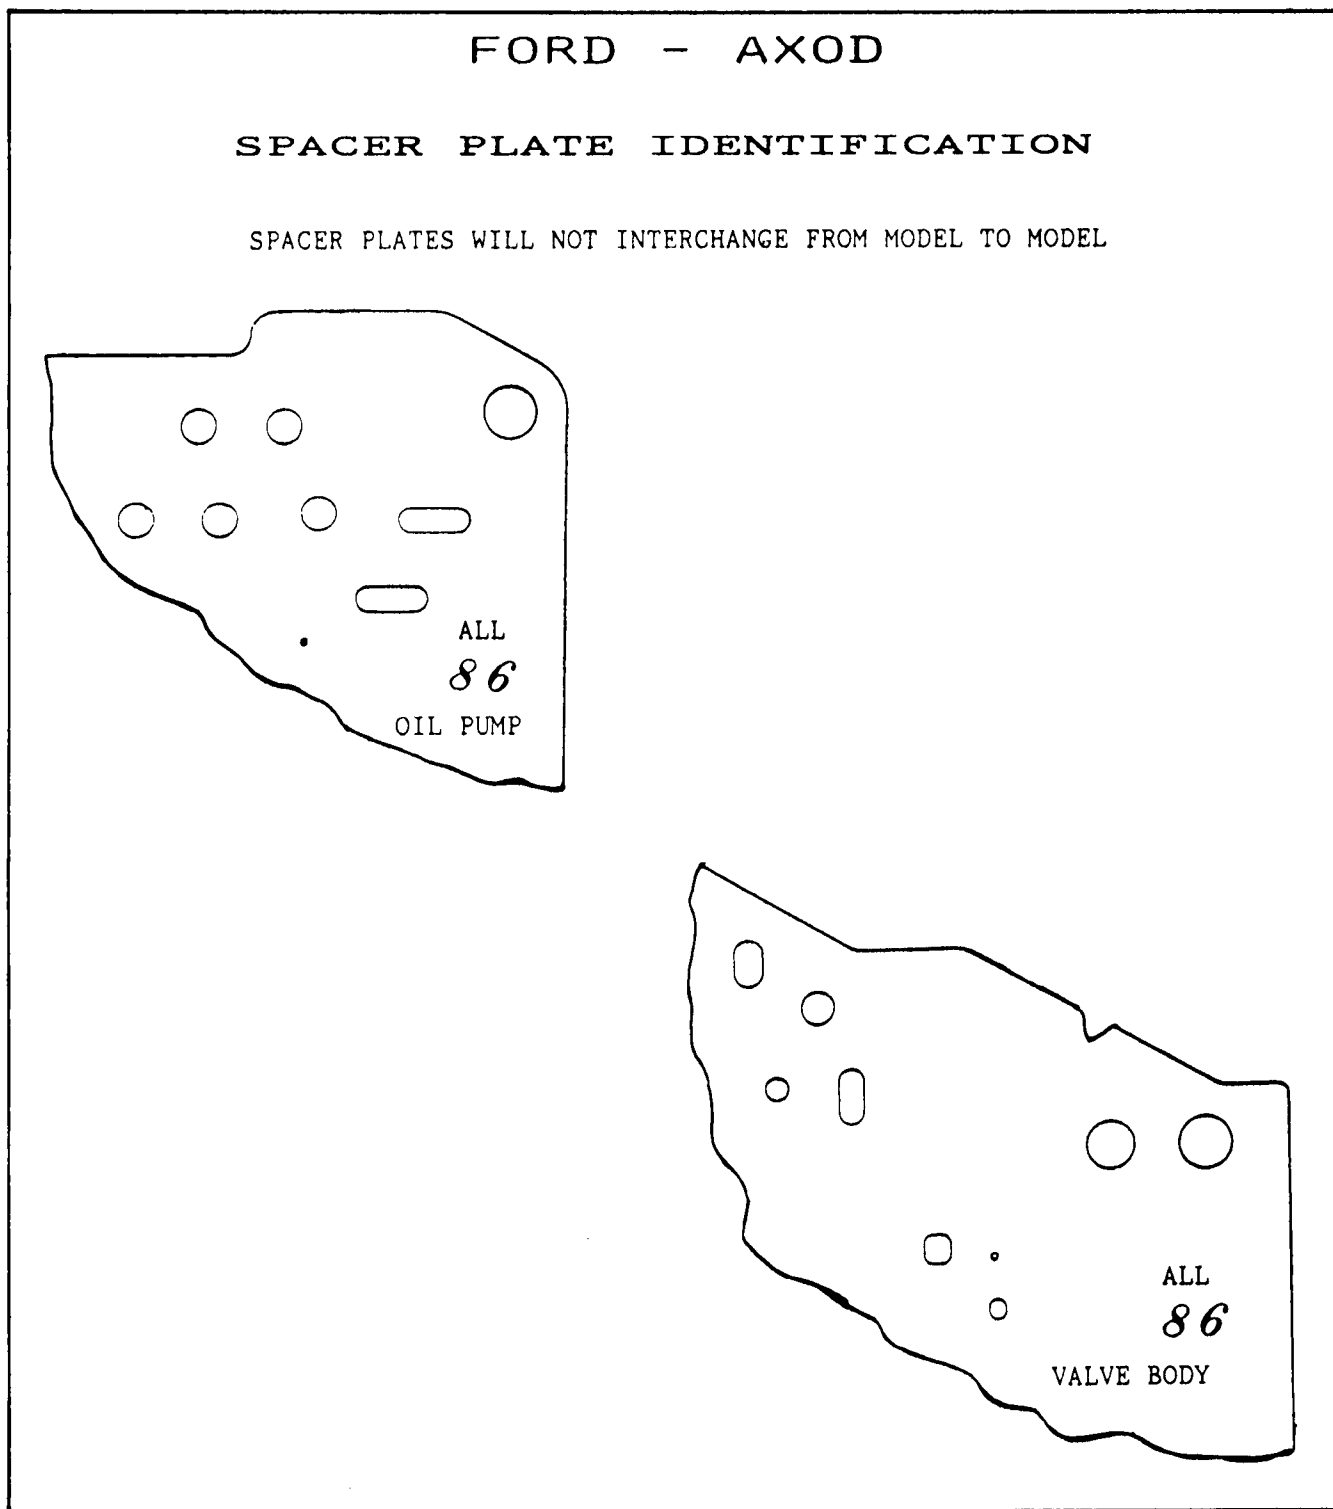 FORD - AXOD
SPACER PLATE IDENTIFICATION
SPACER PLATES WILL NOT INTERCHANGE FROM MODEL TO MODEL
ALL
86
OIL PUMP
ALL
86
VALVE BODY